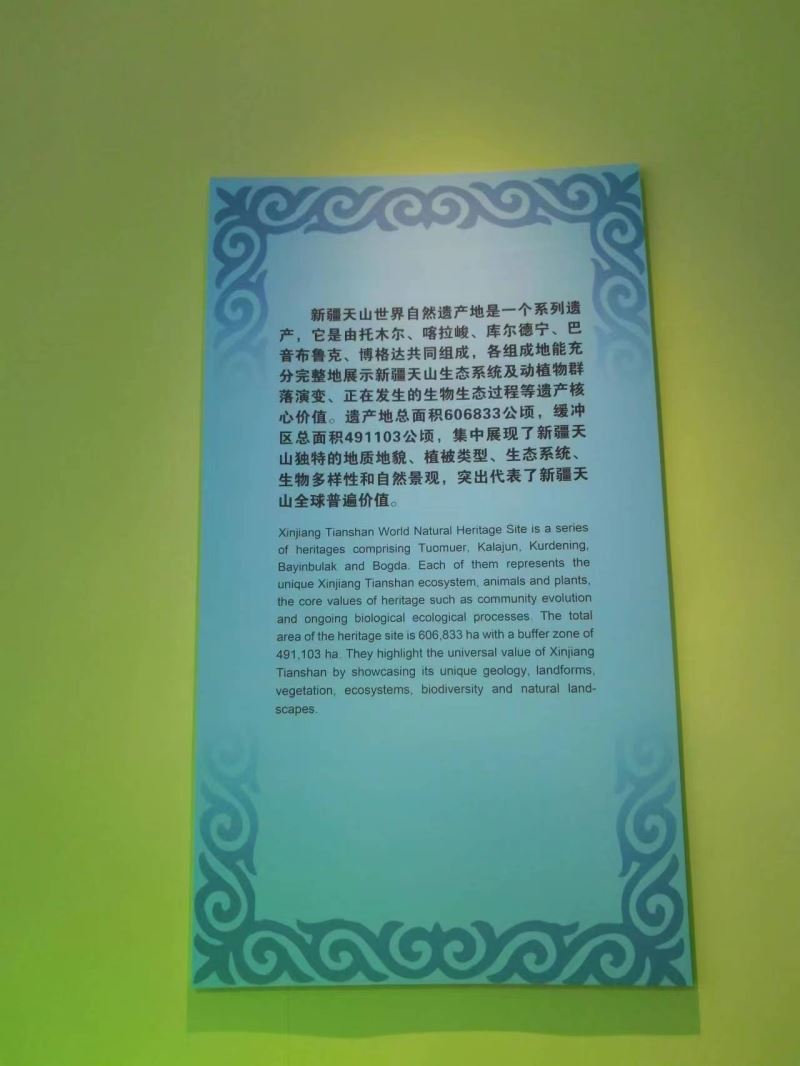 新疆天山世界自然遗产地是一个系列遗
产，它是由托木尔、喀拉峻、库尔德宁、巴
音布鲁克、博格达共同组成，各组成地能充
分完整地展示新疆天山生态系统及动植物群
落演变、正在发生的生物生态过程等遗产核
心价值。遗产地总面积606833公顷，缓冲
区总面积491103公顷，集中展现了新疆天
山独特的地质地貌、植被类型、生态系统、
生物多样性和自然景观，突出代表了新疆天
山全球普遍价值。
Xinjiang Tianshan World Natural Heritage Site is a series
of heritages comprising Tuomuer, Kalajun, Kurdening,
Bayinbulak and Bogda. Each of them represents the
unique Xinjiang Tianshan ecosystem, animals and plants,
the core values of heritage such as community evolution
and ongoing biological ecological processes. The total
area of the heritage site is 606,833 ha with a buffer zone of
491,103 ha. They highlight the universal value of Xinjiang
Tianshan by showcasing its unique geology, landforms,
vegetation, ecosystems, biodiversity and natural land-
scapes.